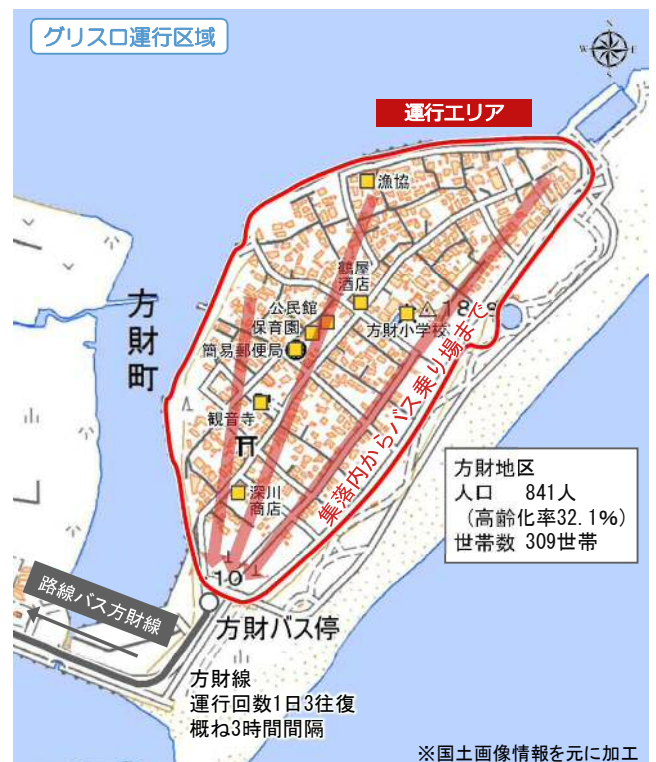 グリスロ運行区域
W
E
運行エリア
漁協
鶴屋
酒店
公民館
保育園
簡易郵便局
方財小学校
18
方財町
観音寺
深川
商店
集落内からバス乗り場まで
方財地区
人口 841人
(高齢化率32.1%)
世帯数 309世帯
10
路線バス方財線
方財バス停
方財線
運行回数1日3往復
概ね3時間間隔
※国土画像情報を元に加工